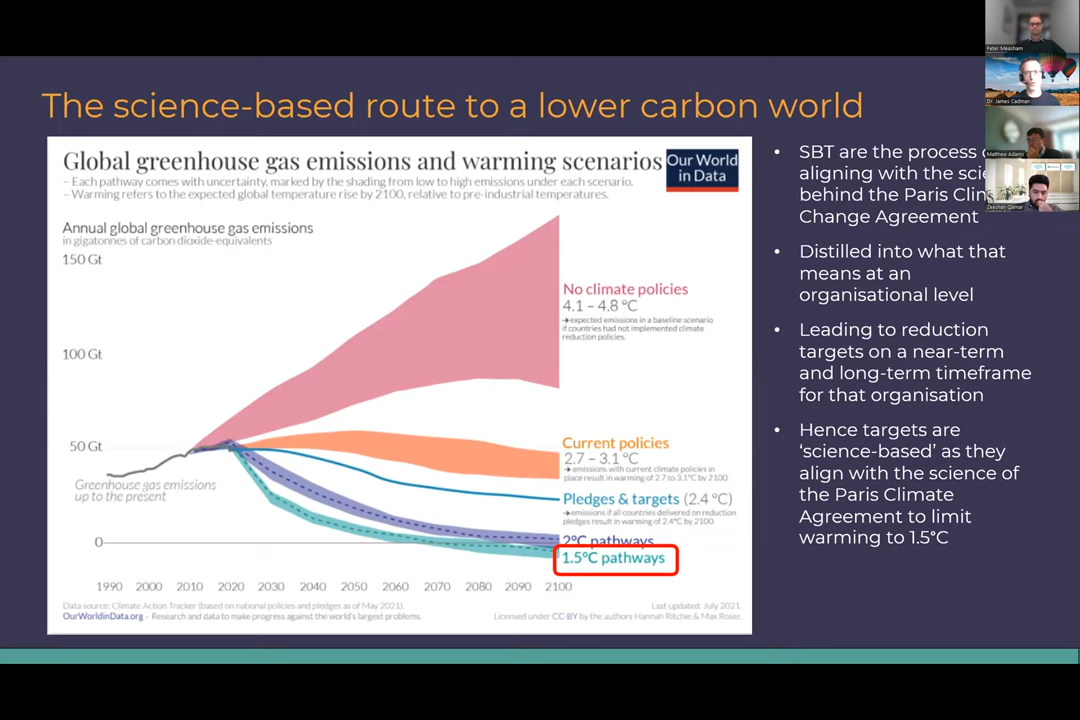 The science-based route to a lower carbon world
Global greenhouse gas emissions and warming scenarios
Our World
in Data
– Each pathway comes with uncertainty, marked by the shading from low to high emissions under each scenario.
– Warming refers to the expected global temperature rise by 2100, relative to pre-industrial temperatures.
Annual global greenhouse gas emissions
in gigatonnes of carbon dioxide-equivalents
150 Gt
100 Gt
50 Gt
0
Greenhouse gas emissions
up to the present
No climate policies
4.1 – 4.8 °C
→expected emissions in a baseline scenario
if countries had not implemented climate
reduction policies.
Current policies
2.7 – 3.1 °C
→emissions with current climate policies in
place result in warming of 2.7 to 3.1°C by 2100.
Pledges & targets (2.4 °C)
→emissions if all countries delivered on reduction
pledges result in warming of 2.4°C by 2100.
2°C pathways
1.5°C pathways
1990 2000 2010 2020 2030 2040 2050 2060 2070 2080 2090 2100
Data source: Climate Action Tracker (based on national policies and pledges as of May 2021).
Last updated: July 2021.
OurWorldinData.org – Research and data to make progress against the world's largest problems.
Licensed under CC-BY by the authors Hannah Ritchie & Max Roser.
• SBT are the process
aligning with the
behind the Paris
Change Agreement
• Distilled into what that
means at an
organisational level
• Leading to reduction
targets on a near-term
and long-term timeframe
for that organisation
• Hence targets are
‘science-based’ as they
align with the science of
the Paris Climate
Agreement to limit
warming to 1.5°C
Peter Measham
Dr. James Cadman
Matthew Adams
Zeeshan Qamar